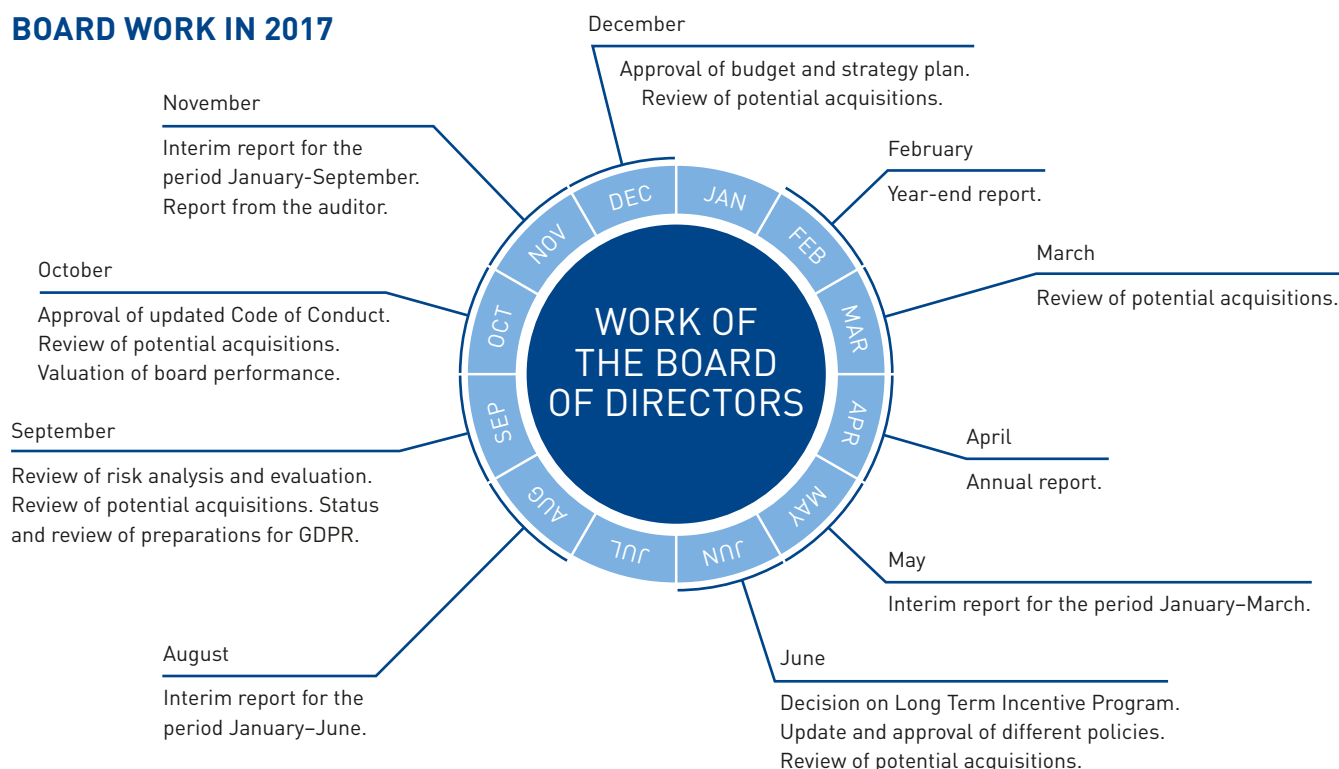 BOARD WORK IN 2017
December
Approval of budget and strategy plan.
Review of potential acquisitions.
November
Interim report for the
period January-September.
Report from the auditor.
February
Year-end report.
March
Review of potential acquisitions.
October
Approval of updated Code of Conduct.
Review of potential acquisitions.
Valuation of board performance.
September
Review of risk analysis and evaluation.
Review of potential acquisitions. Status
and review of preparations for GDPR.
April
Annual report.
May
Interim report for the period January–March.
August
Interim report for the
period January–June.
June
Decision on Long Term Incentive Program.
Update and approval of different policies.
Review of potential acquisitions.
JAN
FEB
MAR
APR
MAY
JUN
JUL
AUG
SEP
OCT
NOV
DEC
WORK OF
THE BOARD
OF DIRECTORS